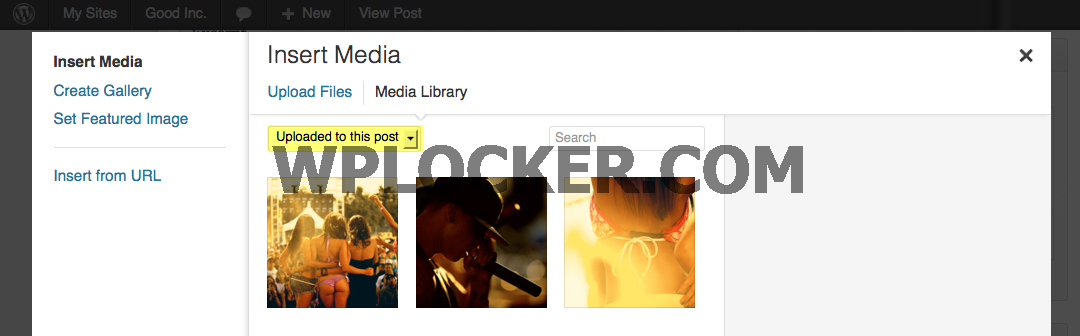 My Sites Good Inc. New View Post
Insert Media
Create Gallery
Set Featured Image
Insert from URL
Insert Media
Upload Files Media Library
Uploaded to this post Search
WPLOCKER.COM